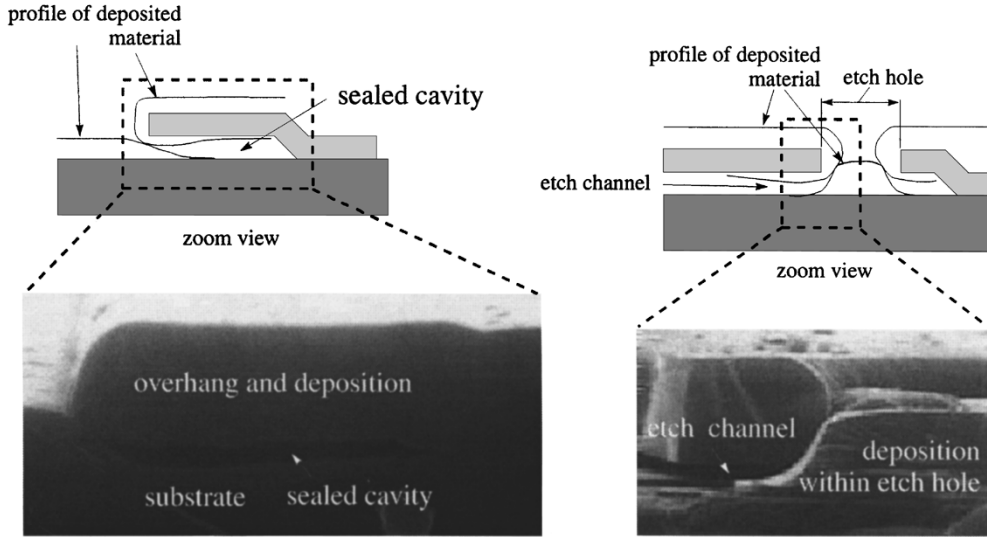 profile of deposited
material
sealed cavity
zoom view
overhang and deposition
substrate
sealed cavity
profile of deposited
material
etch hole
etch channel
zoom view
etch channel
deposition
within etch hole